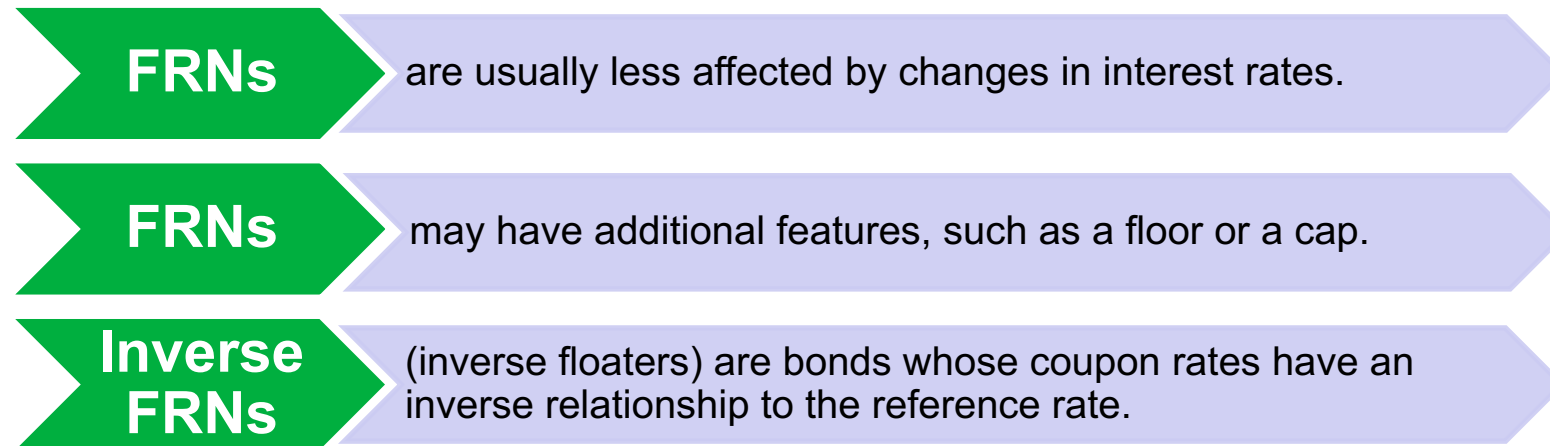 FRNs
are usually less affected by changes in interest rates.
FRNs
may have additional features, such as a floor or a cap.
Inverse
FRNs
(inverse floaters) are bonds whose coupon rates have an
inverse relationship to the reference rate.